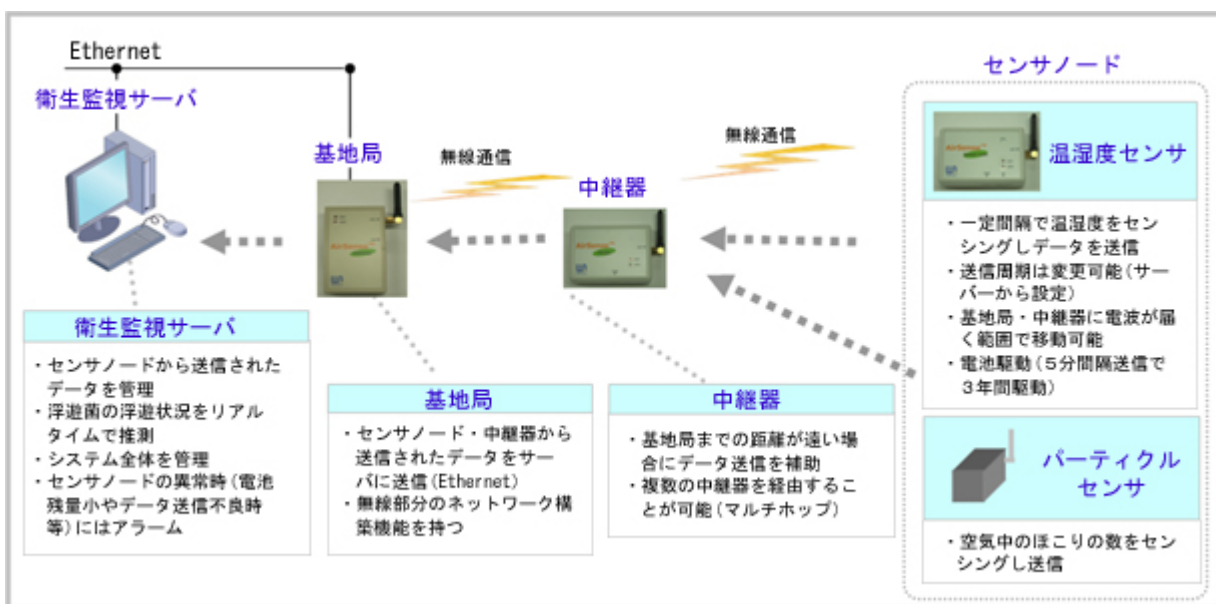 Ethernet
衛生監視サーバ
基地局
無線通信
中継器
無線通信
センサノード
温湿度センサ
・一定間隔で温湿度をセン
シングしデータを送信
・送信周期は変更可能(サー
バーから設定)
・基地局・中継器に電波が届
く範囲で移動可能
・電池駆動(5分間隔送信で
3年間駆動)
パーティクル
センサ
・空気中のほこりの数をセン
シングし送信
衛生監視サーバ
・センサノードから送信された
データを管理
・浮遊菌の浮遊状況をリアル
タイムで推測
・システム全体を管理
・センサノードの異常時(電池
残量小やデータ送信不良時
等)にはアラーム
基地局
・センサノード・中継器から
送信されたデータをサー
バに送信(Ethernet)
・無線部分のネットワーク構
築機能を持つ
中継器
・基地局までの距離が遠い場
合にデータ送信を補助
・複数の中継器を経由するこ
とが可能(マルチホップ)
AirSense
AirSense
AirSense